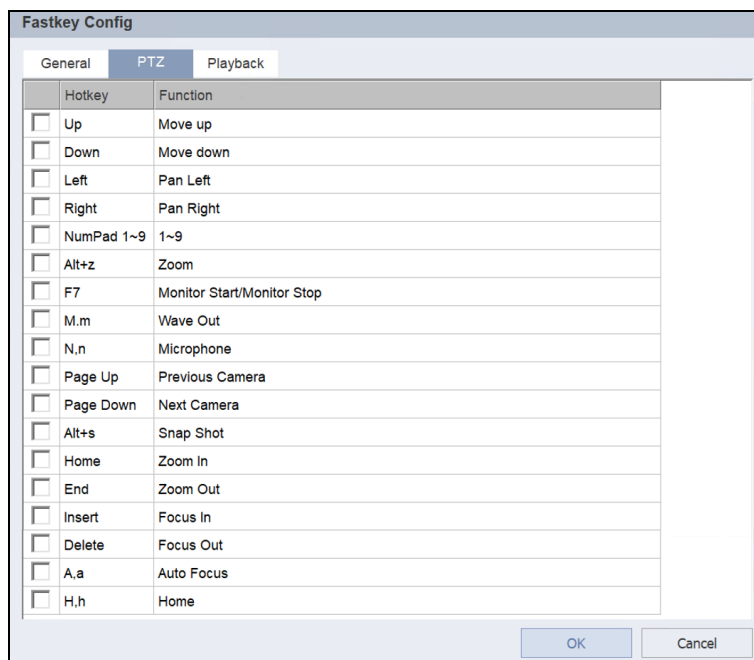 Fastkey Config
General PTZ Playback
Hotkey Function
Up Move up
Down Move down
Left Pan Left
Right Pan Right
NumPad 1~9 1~9
Alt+z Zoom
F7 Monitor Start/Monitor Stop
M.m Wave Out
N,n Microphone
Page Up Previous Camera
Page Down Next Camera
Alt+s Snap Shot
Home Zoom In
End Zoom Out
Insert Focus In
Delete Focus Out
A,a Auto Focus
H,h Home
OK Cancel